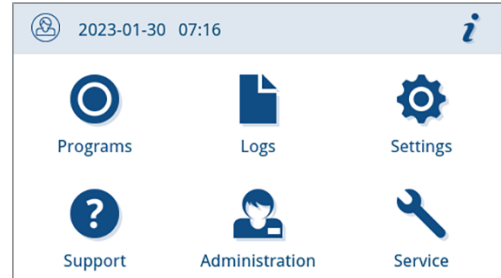 2023-01-30 07:16 i
Programs Logs Settings
? 
Support Administration Service